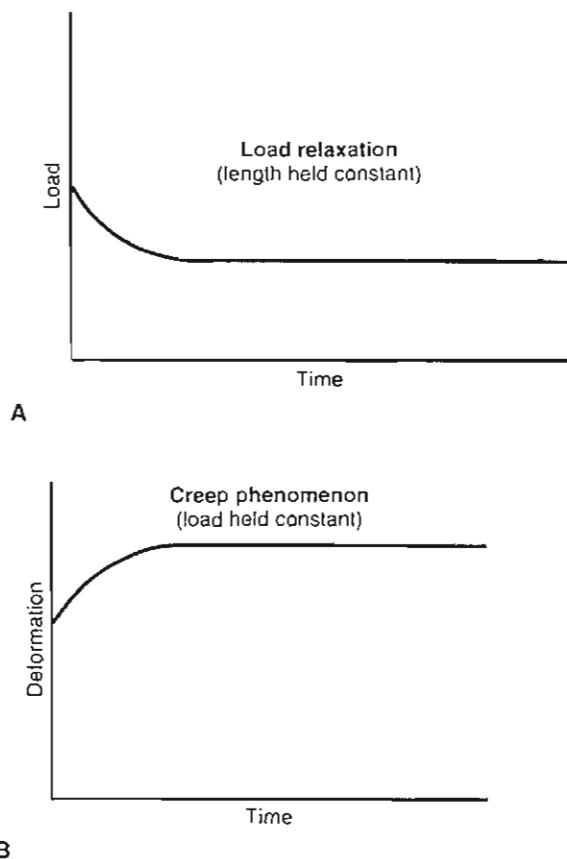 Load relaxation
(length held constant)
Load
Time
A
Creep phenomenon
(load held constant)
Deformation
Time
B